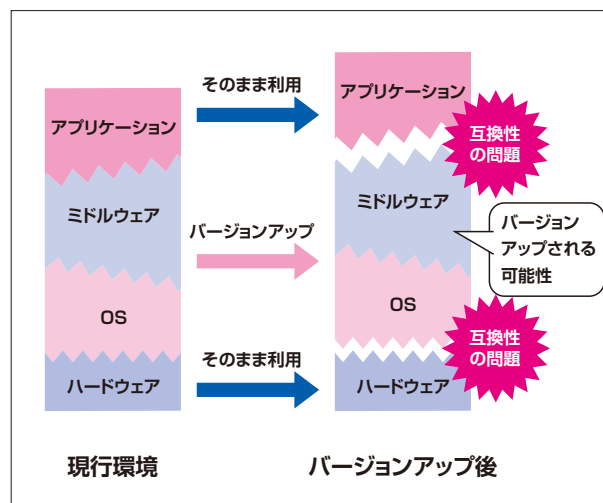 アプリケーション
ミドルウェア
OS
ハードウェア
現行環境
そのまま利用
バージョンアップ
そのまま利用
アプリケーション
ミドルウェア
OS
ハードウェア
バージョンアップ後
互換性
の問題
バージョン
アップされる
可能性
互換性
の問題